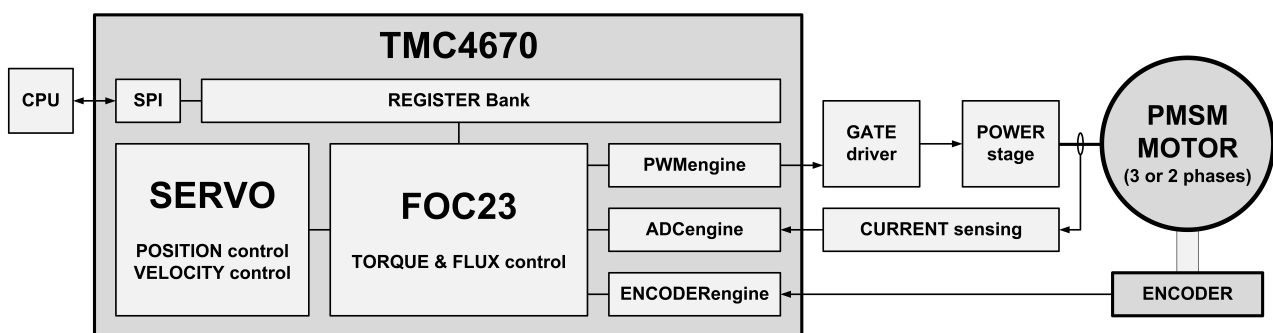 TMC4670
CPU
SPI
REGISTER Bank
SERVO
POSITION control
VELOCITY control
FOC23
TORQUE & FLUX control
PWMengine
ADCengine
ENCODERengine
GATE
driver
POWER
stage
CURRENT sensing
PMSM
MOTOR
(3 or 2 phases)
ENCODER